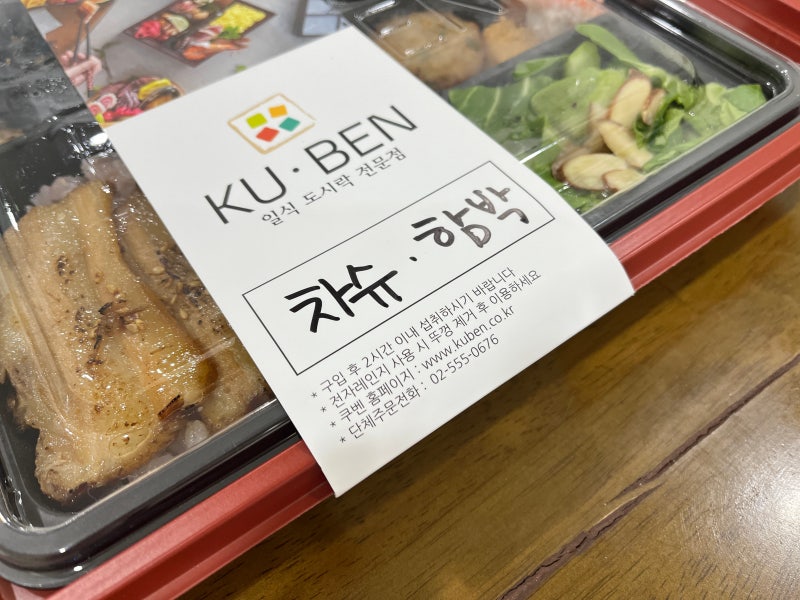 KU·BEN
일식 도시락 전문점
차슈·함박
* 구입 후 2시간 이내 섭취하시기 바랍니다
* 전자레인지 사용 시 뚜껑 제거 후 이용하세요
* 쿠벤 홈페이지 : www.kuben.co.kr
* 단체주문전화 : 02-555-0676